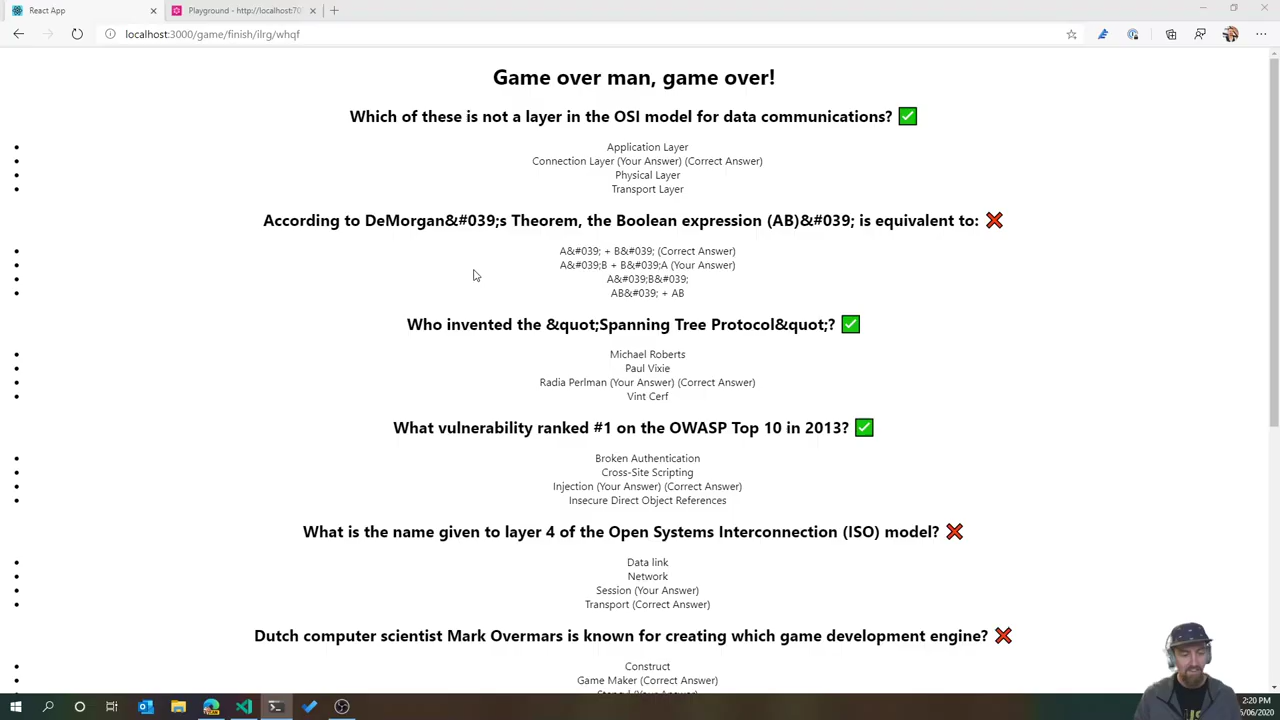 React App
Playground - http://localhost:70
localhost:3000/game/finish/ilrg/whqf
Game over man, game over!
Which of these is not a layer in the OSI model for data communications? ✅
Application Layer
Connection Layer (Your Answer) (Correct Answer)
Physical Layer
Transport Layer
According to DeMorgan&#039;s Theorem, the Boolean expression (AB)&#039; is equivalent to: ❌
A&#039; + B&#039; (Correct Answer)
A&#039;B + B&#039;A (Your Answer)
A&#039;B&#039;
AB&#039; + AB
Who invented the &quot;Spanning Tree Protocol&quot;? ✅
Michael Roberts
Paul Vixie
Radia Perlman (Your Answer) (Correct Answer)
Vint Cerf
What vulnerability ranked #1 on the OWASP Top 10 in 2013? ✅
Broken Authentication
Cross-Site Scripting
Injection (Your Answer) (Correct Answer)
Insecure Direct Object References
What is the name given to layer 4 of the Open Systems Interconnection (ISO) model? ❌
Data link
Network
Session (Your Answer)
Transport (Correct Answer)
Dutch computer scientist Mark Overmars is known for creating which game development engine? ❌
Construct
Game Maker (Correct Answer)
2:20 PM
/06/2020